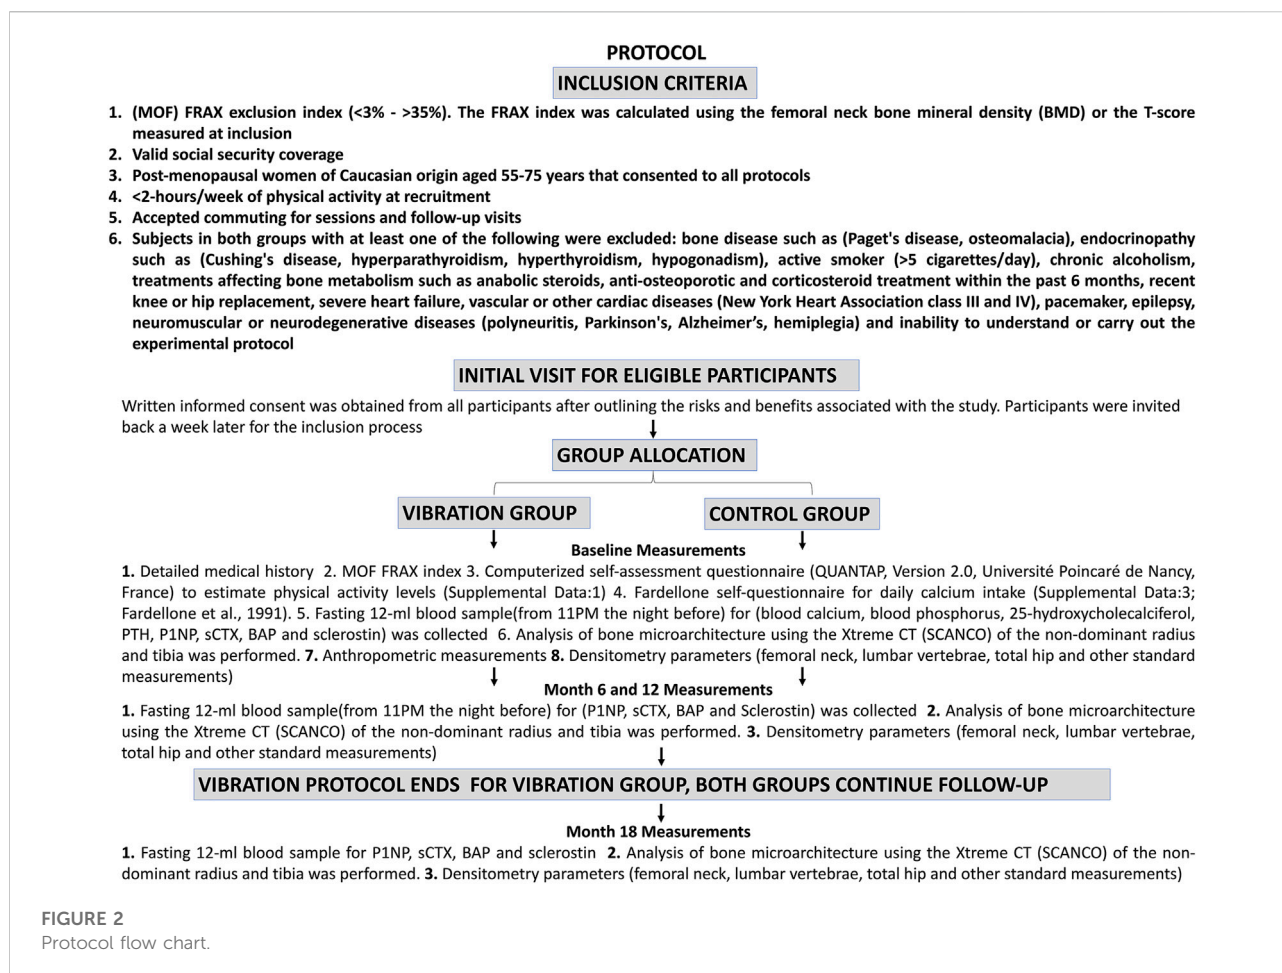 PROTOCOL
INCLUSION CRITERIA
1. (MOF) FRAX exclusion index (<3% - >35%). The FRAX index was calculated using the femoral neck bone mineral density (BMD) or the T-score
measured at inclusion
2. Valid social security coverage
3. Post-menopausal women of Caucasian origin aged 55-75 years that consented to all protocols
4. <2-hours/week of physical activity at recruitment
5. Accepted commuting for sessions and follow-up visits
6. Subjects in both groups with at least one of the following were excluded: bone disease such as (Paget's disease, osteomalacia), endocrinopathy
such as (Cushing's disease, hyperparathyroidism, hyperthyroidism, hypogonadism), active smoker (>5 cigarettes/day), chronic alcoholism,
treatments affecting bone metabolism such as anabolic steroids, anti-osteoporotic and corticosteroid treatment within the past 6 months, recent
knee or hip replacement, severe heart failure, vascular or other cardiac diseases (New York Heart Association class III and IV), pacemaker, epilepsy,
neuromuscular or neurodegenerative diseases (polyneuritis, Parkinson's, Alzheimer’s, hemiplegia) and inability to understand or carry out the
experimental protocol
INITIAL VISIT FOR ELIGIBLE PARTICIPANTS
Written informed consent was obtained from all participants after outlining the risks and benefits associated with the study. Participants were invited
back a week later for the inclusion process
GROUP ALLOCATION
VIBRATION GROUP
CONTROL GROUP
Baseline Measurements
1. Detailed medical history 2. MOF FRAX index 3. Computerized self-assessment questionnaire (QUANTAP, Version 2.0, Université Poincaré de Nancy,
France) to estimate physical activity levels (Supplemental Data:1) 4. Fardellone self-questionnaire for daily calcium intake (Supplemental Data:3;
Fardellone et al., 1991). 5. Fasting 12-ml blood sample(from 11PM the night before) for (blood calcium, blood phosphorus, 25-hydroxycholecalciferol,
PTH, P1NP, sCTX, BAP and sclerostin) was collected 6. Analysis of bone microarchitecture using the Xtreme CT (SCANCO) of the non-dominant radius
and tibia was performed. 7. Anthropometric measurements 8. Densitometry parameters (femoral neck, lumbar vertebrae, total hip and other standard
measurements)
Month 6 and 12 Measurements
1. Fasting 12-ml blood sample(from 11PM the night before) for (P1NP, sCTX, BAP and Sclerostin) was collected 2. Analysis of bone microarchitecture
using the Xtreme CT (SCANCO) of the non-dominant radius and tibia was performed. 3. Densitometry parameters (femoral neck, lumbar vertebrae,
total hip and other standard measurements)
VIBRATION PROTOCOL ENDS FOR VIBRATION GROUP, BOTH GROUPS CONTINUE FOLLOW-UP
Month 18 Measurements
1. Fasting 12-ml blood sample for P1NP, sCTX, BAP and sclerostin 2. Analysis of bone microarchitecture using the Xtreme CT (SCANCO) of the non-
dominant radius and tibia was performed. 3. Densitometry parameters (femoral neck, lumbar vertebrae, total hip and other standard measurements)
FIGURE 2
Protocol flow chart.